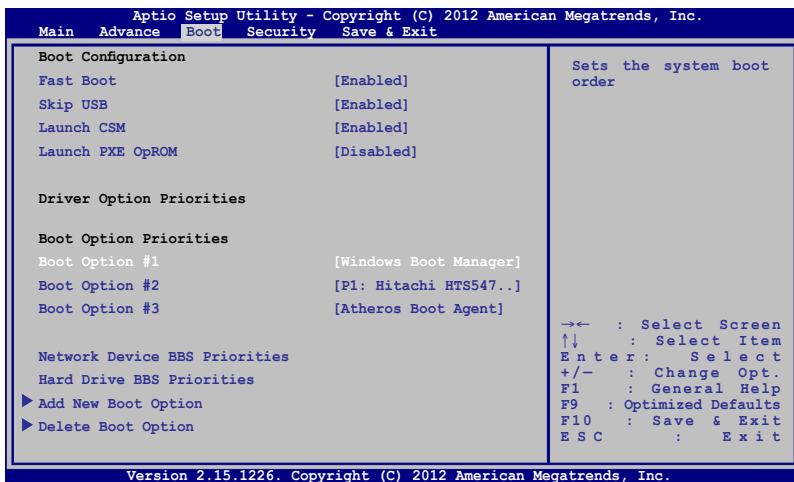 Aptio Setup Utility - Copyright (C) 2012 American Megatrends, Inc.
Main Advance Boot Security Save & Exit
Boot Configuration
Fast Boot [Enabled]
Skip USB [Enabled]
Launch CSM [Enabled]
Launch PXE OpROM [Disabled]
Driver Option Priorities
Boot Option Priorities
Boot Option #1 [Windows Boot Manager]
Boot Option #2 [P1: Hitachi HTS547..]
Boot Option #3 [Atheros Boot Agent]
Network Device BBS Priorities
Hard Drive BBS Priorities
Add New Boot Option
Delete Boot Option
Sets the system boot
order
→← : Select Screen
↑↓ : Select Item
Enter: Select
+/— : Change Opt.
F1 : General Help
F9 : Optimized Defaults
F10 : Save & Exit
ESC : Exit
Version 2.15.1226. Copyright (C) 2012 American Megatrends, Inc.